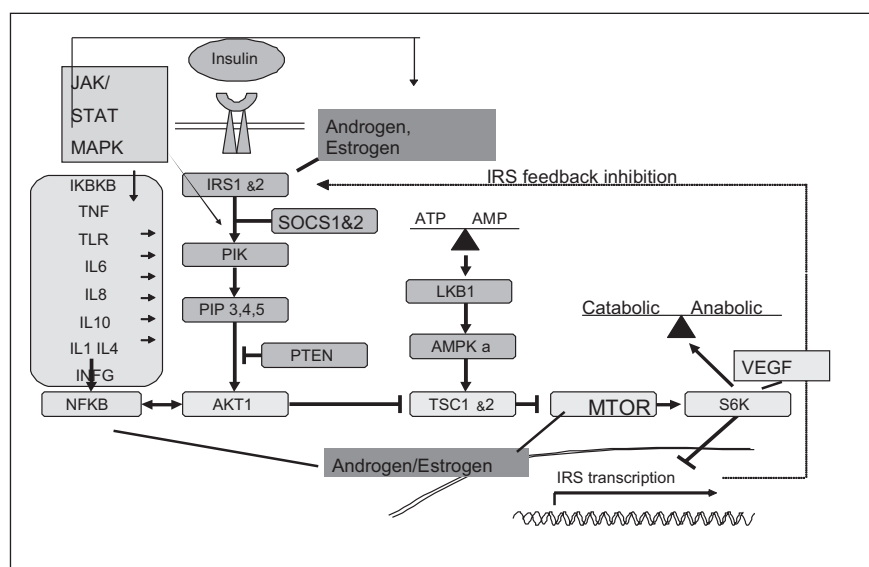 Insulin
JAK/
STAT
MAPK
Androgen,
Estrogen
IRS feedback inhibition
IKBKB
TNF
TLR
IL6
IL8
IL10
IL1 IL4
INFG
IRS1 &2
SOCS1&2
PIK
PIP 3,4,5
PTEN
ATP AMP
LKB1
AMPK a
Catabolic Anabolic
VEGF
NFKB
AKT1
TSC1 &2
MTOR
S6K
Androgen/Estrogen
IRS transcription